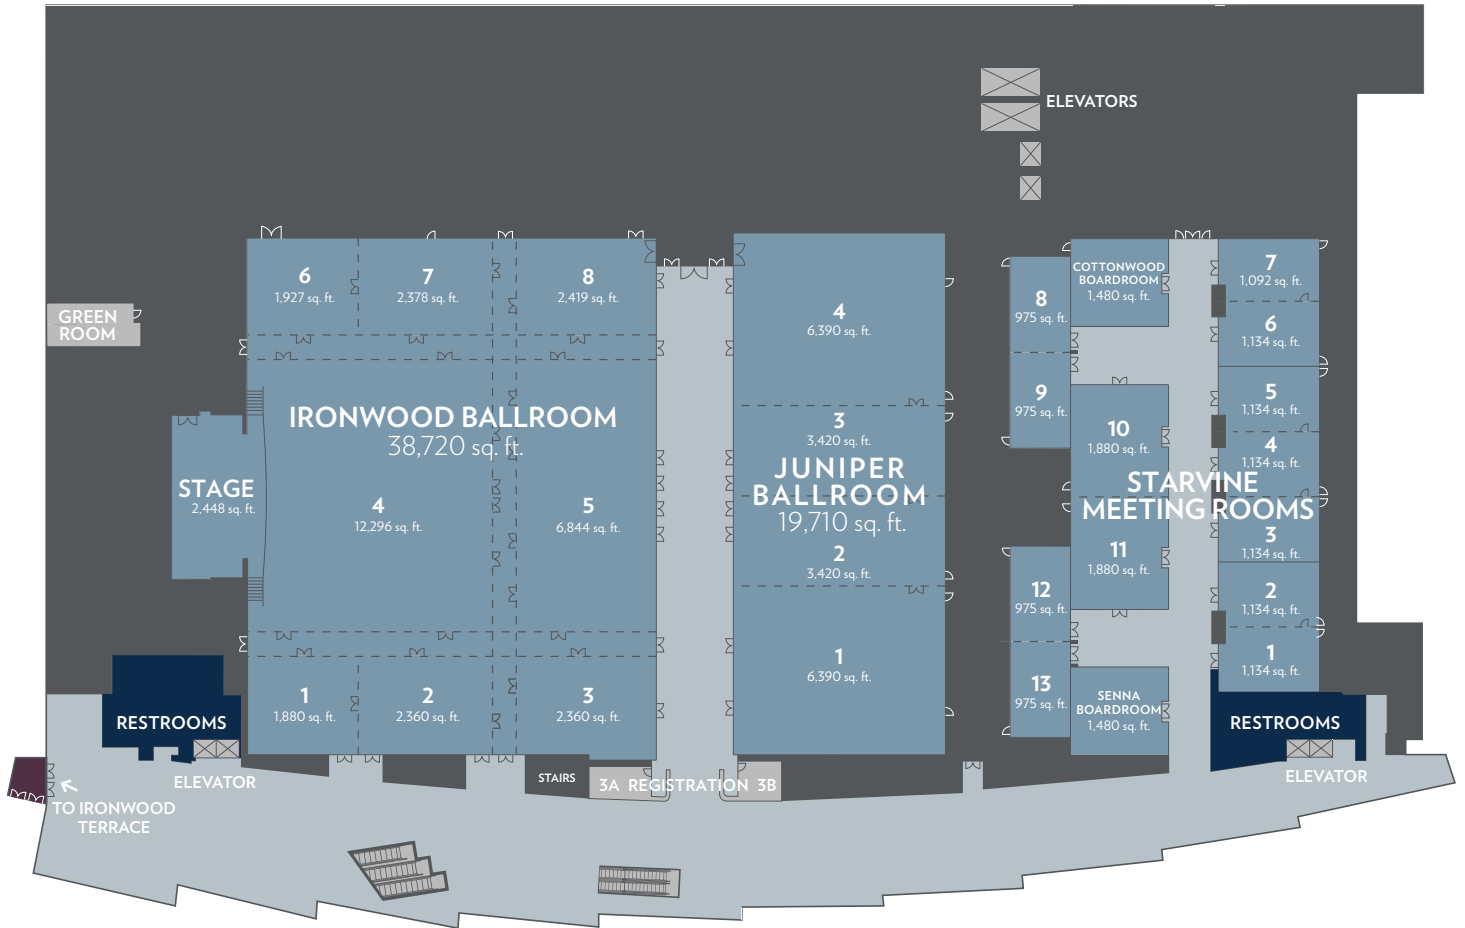 ELEVATORS
GREEN
ROOM
6
1,927 sq. ft.
7
2,378 sq. ft.
8
2,419 sq. ft.
IRONWOOD BALLROOM
38,720 sq. ft.
STAGE
2,448 sq. ft.
4
12,296 sq. ft.
5
6,844 sq. ft.
1
1,880 sq. ft.
2
2,360 sq. ft.
3
2,360 sq. ft.
4
6,390 sq. ft.
3
3,420 sq. ft.
JUNIPER
BALLROOM
19,710 sq. ft.
2
3,420 sq. ft.
1
6,390 sq. ft.
8
975 sq. ft.
9
975 sq. ft.
12
975 sq. ft.
13
975 sq. ft.
COTTONWOOD
BOARDROOM
1,480 sq. ft.
10
1,880 sq. ft.
STARVINE
MEETING ROOMS
11
1,880 sq. ft.
SENNA
BOARDROOM
1,480 sq. ft.
7
1,092 sq. ft.
6
1,134 sq. ft.
5
1,134 sq. ft.
4
1,134 sq. ft.
3
1,134 sq. ft.
2
1,134 sq. ft.
1
1,134 sq. ft.
RESTROOMS
ELEVATOR
TO IRONWOOD
TERRACE
STAIRS
3A REGISTRATION 3B
RESTROOMS
ELEVATOR